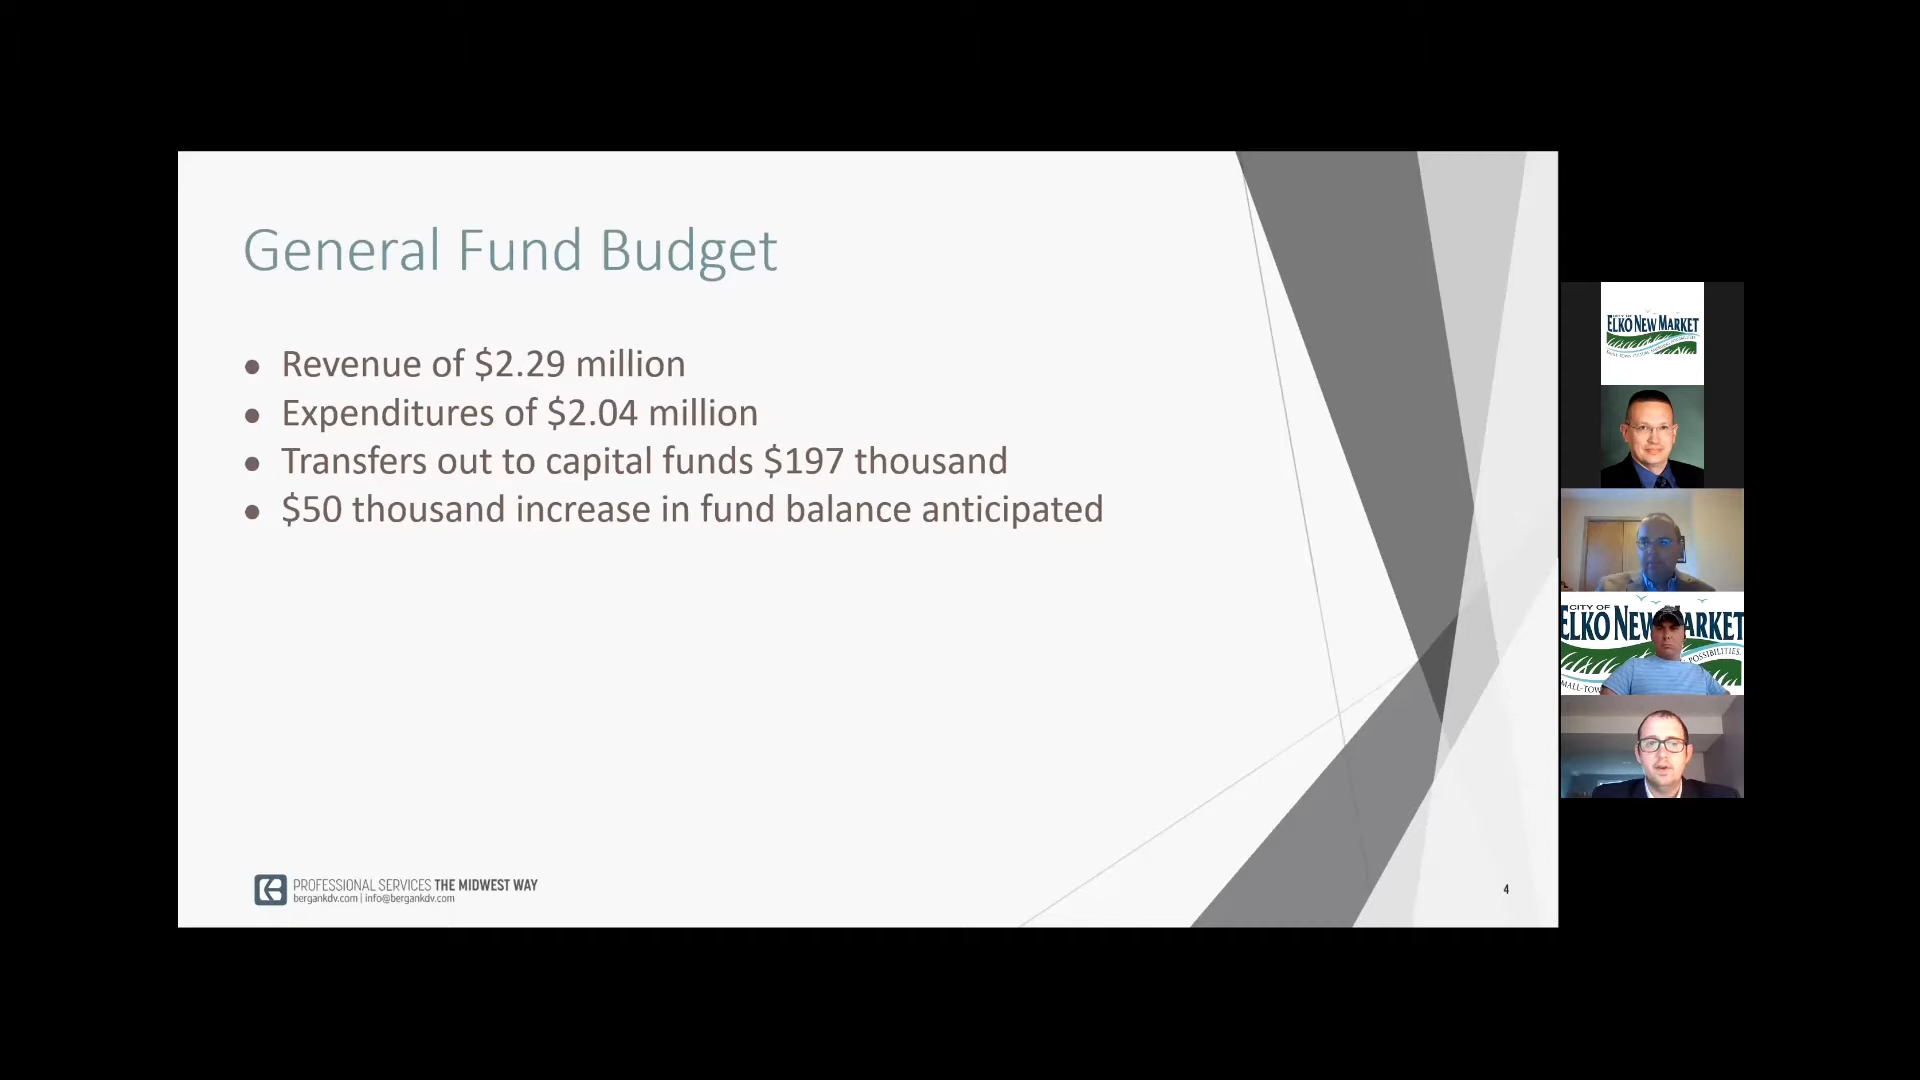 General Fund Budget
● Revenue of $2.29 million
● Expenditures of $2.04 million
● Transfers out to capital funds $197 thousand
● $50 thousand increase in fund balance anticipated
PROFESSIONAL SERVICES THE MIDWEST WAY
bergankdv.com | info@bergankdv.com
4
CITY OF
ELKO NEW MARKET
CITY OF
ELKO NEW MARKET
POSSIBILITIES.